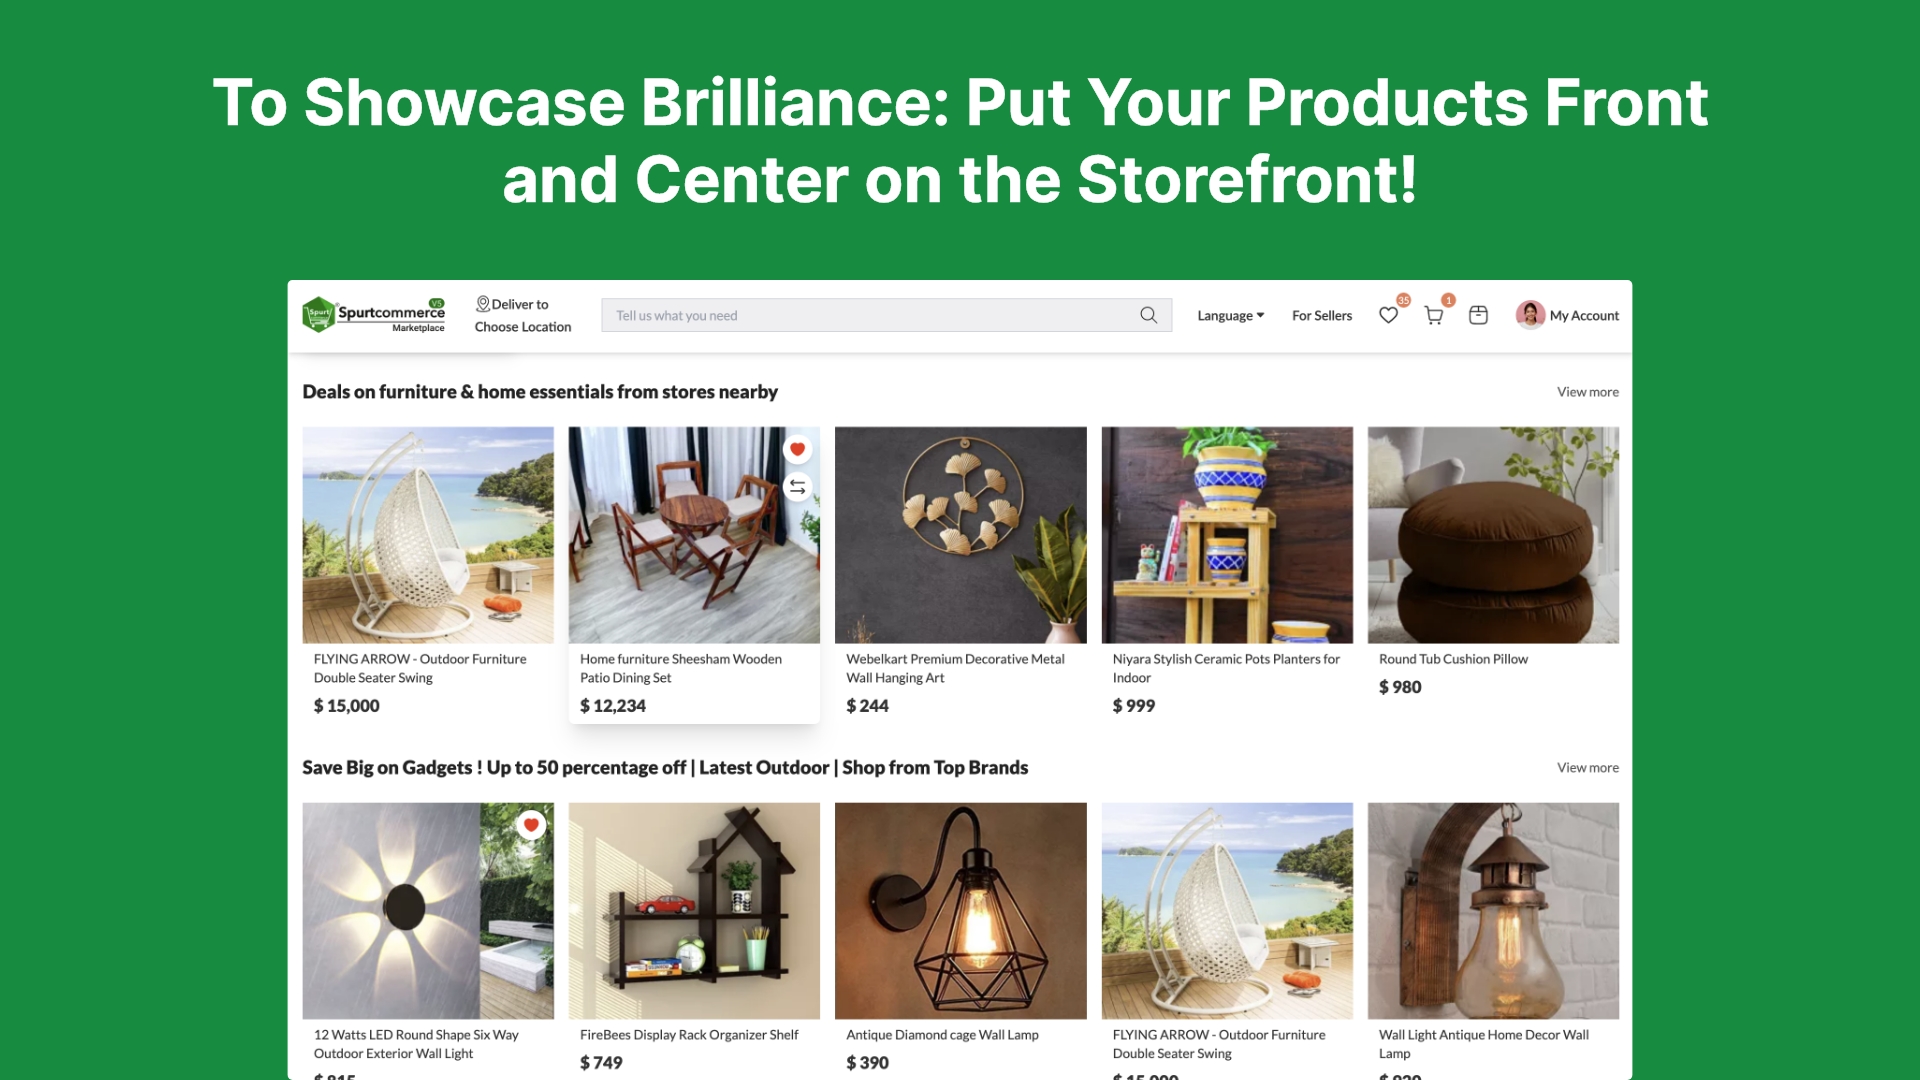 To Showcase Brilliance: Put Your Products Front
and Center on the Storefront!
Spurt
Spurtcommerce
V5
Marketplace
Deliver to
Choose Location
Tell us what you need
Language
For Sellers
35
1
My Account
Deals on furniture & home essentials from stores nearby
View more
FLYING ARROW - Outdoor Furniture
Double Seater Swing
$ 15,000
Home furniture Sheesham Wooden
Patio Dining Set
$ 12,234
Webelkart Premium Decorative Metal
Wall Hanging Art
$ 244
Niyara Stylish Ceramic Pots Planters for
Indoor
$ 999
Round Tub Cushion Pillow
$ 980
Save Big on Gadgets ! Up to 50 percentage off | Latest Outdoor | Shop from Top Brands
View more
12 Watts LED Round Shape Six Way
Outdoor Exterior Wall Light
FireBees Display Rack Organizer Shelf
$ 749
Antique Diamond cage Wall Lamp
$ 390
FLYING ARROW - Outdoor Furniture
Double Seater Swing
$ 15,000
Wall Light Antique Home Decor Wall
Lamp